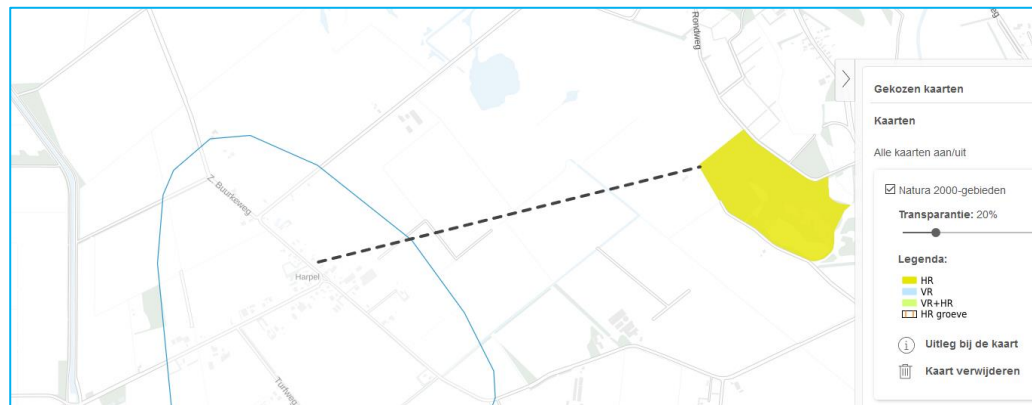 Rondweg
Z. Buurkeweg
Harpel
Turfweg
Gekozen kaarten
Kaarten
Alle kaarten aan/uit
Natura 2000-gebieden
Transparantie: 20%
Legenda:
HR
VR
VR+HR
HR groeve
Uitleg bij de kaart
Kaart verwijderen